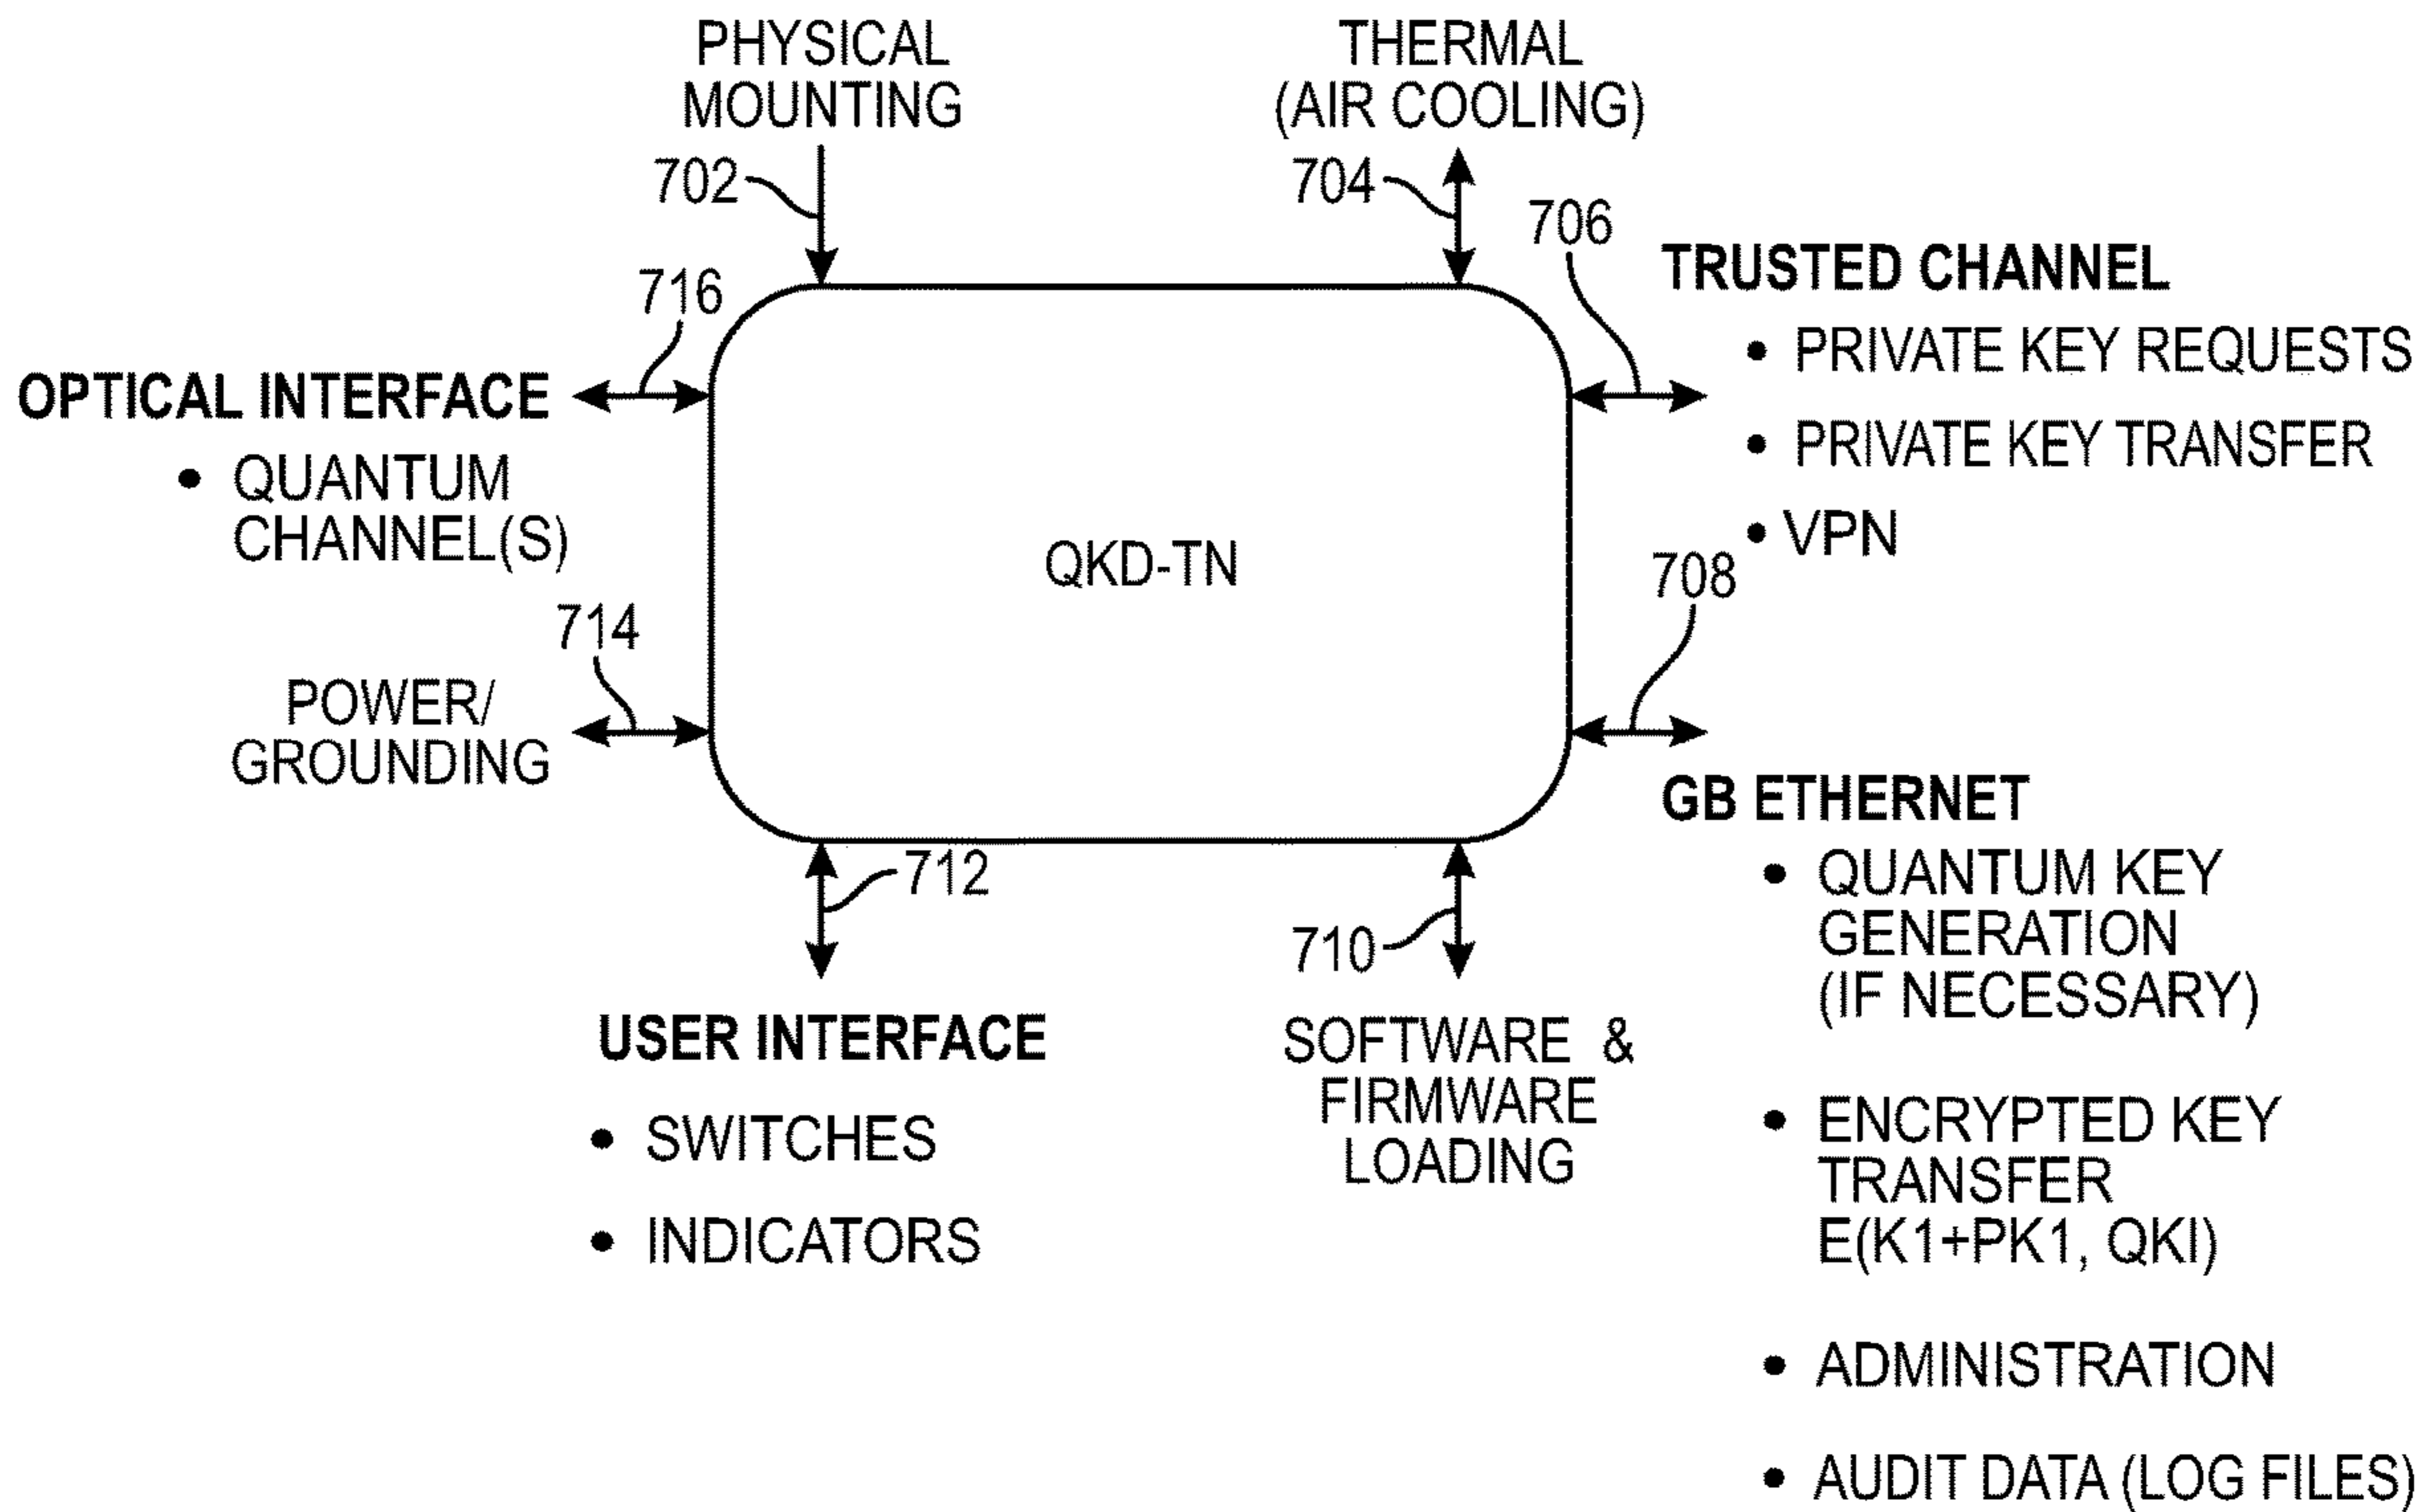 PHYSICAL
MOUNTING
702
THERMAL
(AIR COOLING)
704
706
TRUSTED CHANNEL
• PRIVATE KEY REQUESTS
• PRIVATE KEY TRANSFER
• VPN
716
OPTICAL INTERFACE
• QUANTUM
CHANNEL(S)
QKD-TN
708
714
POWER/
GROUNDING
GB ETHERNET
• QUANTUM KEY
GENERATION
(IF NECESSARY)
• ENCRYPTED KEY
TRANSFER
E(K1+PK1, QKI)
• ADMINISTRATION
• AUDIT DATA (LOG FILES)
712
USER INTERFACE
• SWITCHES
• INDICATORS
710
SOFTWARE &
FIRMWARE
LOADING